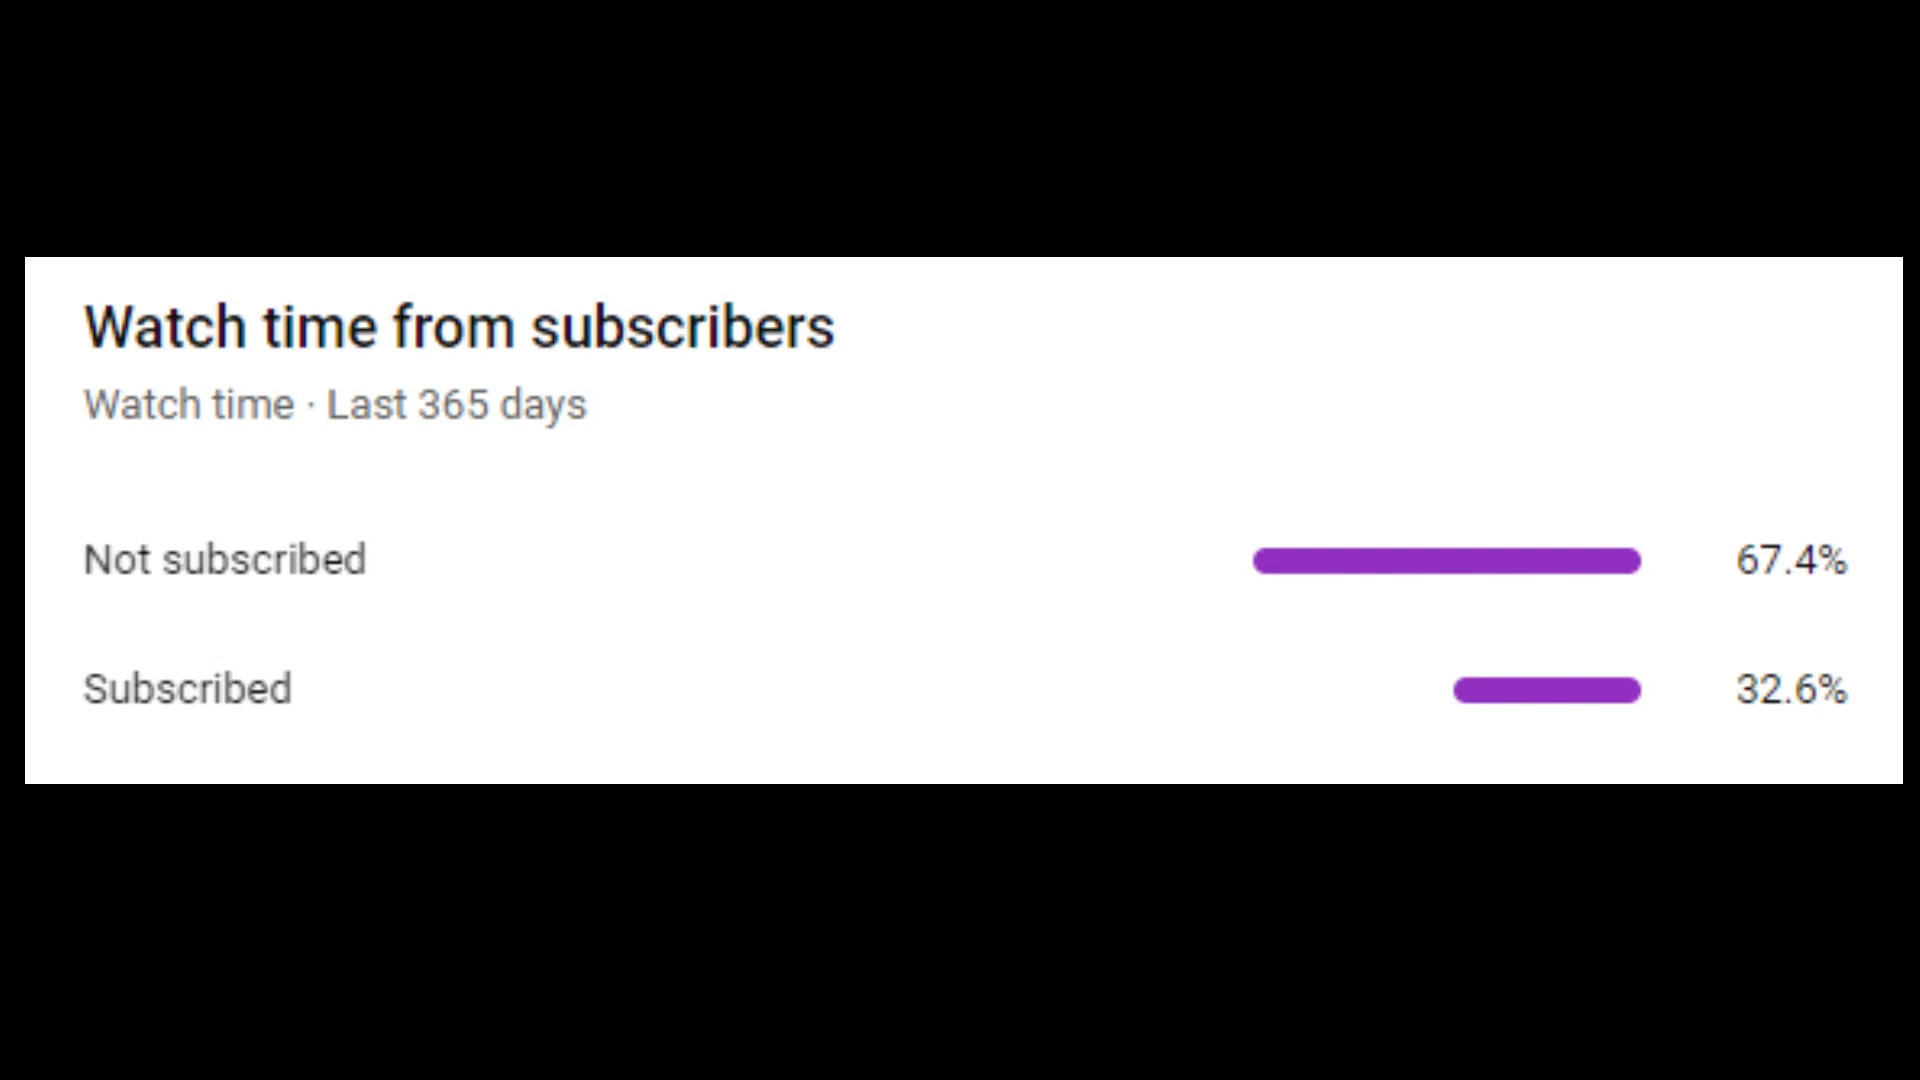 Watch time from subscribers
Watch time · Last 365 days
Not subscribed 67.4%
Subscribed 32.6%